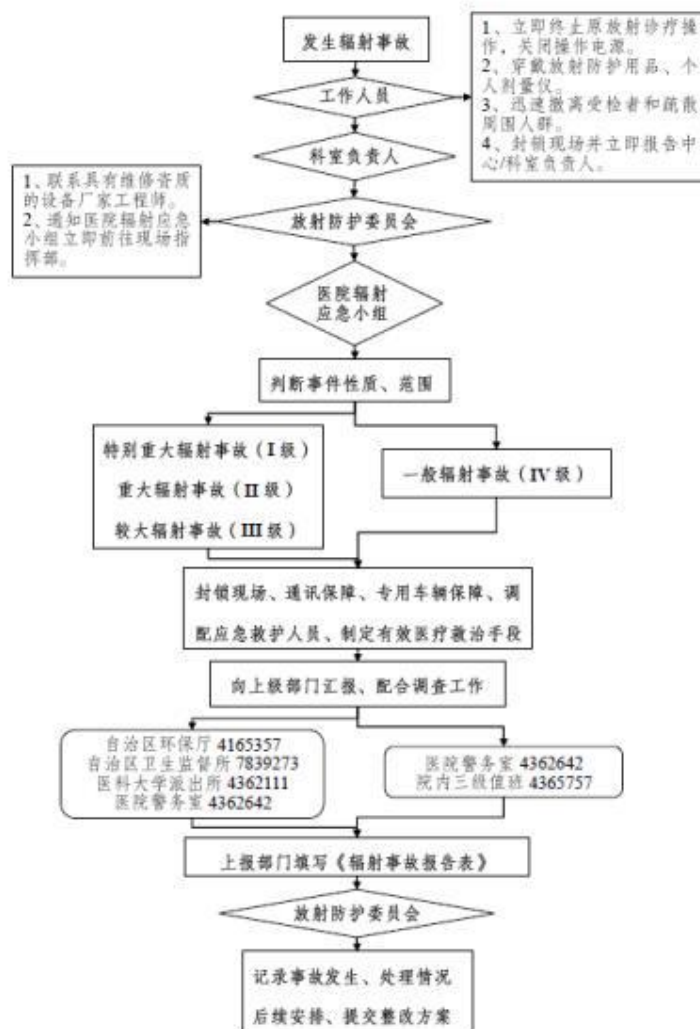 发生辐射事故
1、立即终止原放射诊疗操
作，关闭操作电源。
2、穿戴放射防护用品、个
人剂量仪。
3、迅速撤离受检者和疏散
周围人群。
4、封锁现场并立即报告中
心/科室负责人。
工作人员
科室负责人
1、联系具有维修资质
的设备厂家工程师。
2、通知医院辐射应急
小组立即前往现场指
挥部。
放射防护委员会
医院辐射
应急小组
判断事件性质、范围
特别重大辐射事故（I 级）
重大辐射事故（II 级）
较大辐射事故（III 级）
一般辐射事故（IV 级）
封锁现场、通讯保障、专用车辆保障、调
配应急救护人员、制定有效医疗救治手段
向上级部门汇报、配合调查工作
自治区环保厅 4165357
自治区卫生监督所 7839273
医科大学派出所 4362111
医院警务室 4362642
医院警务室 4362642
院内三级值班 4365757
上报部门填写《辐射事故报告表》
放射防护委员会
记录事故发生、处理情况
后续安排、提交整改方案